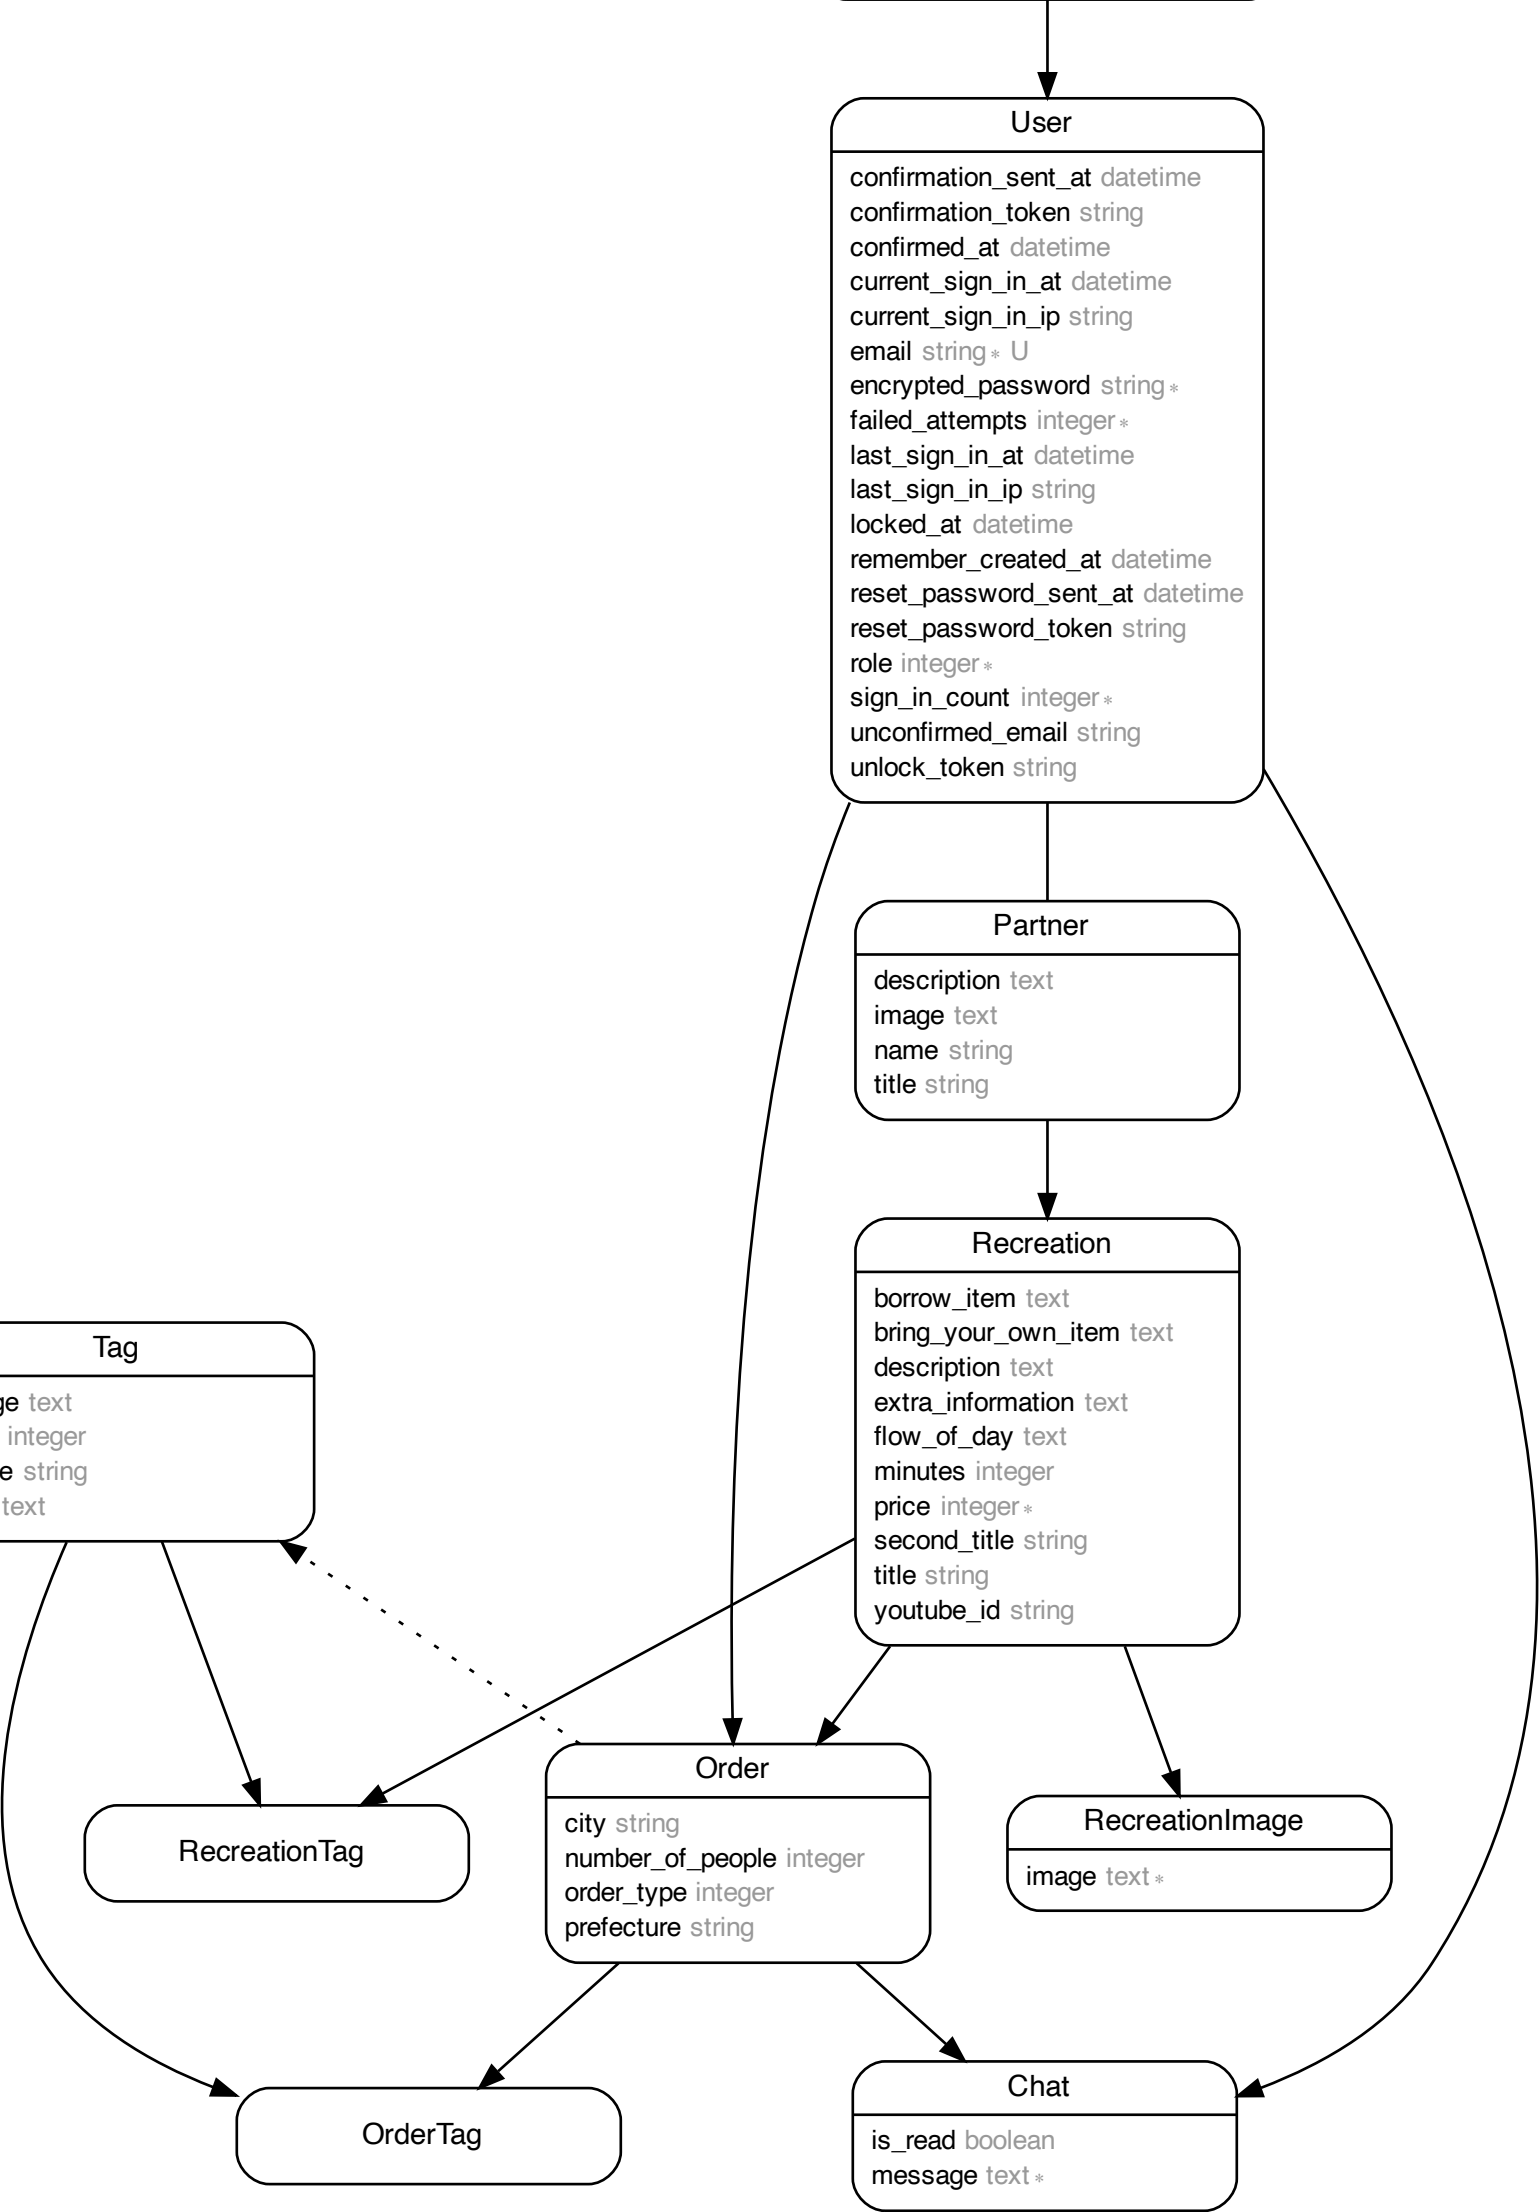 User
confirmation_sent_at datetime
confirmation_token string
confirmed_at datetime
current_sign_in_at datetime
current_sign_in_ip string
email string* U
encrypted_password string*
failed_attempts integer*
last_sign_in_at datetime
last_sign_in_ip string
locked_at datetime
remember_created_at datetime
reset_password_sent_at datetime
reset_password_token string
role integer*
sign_in_count integer*
unconfirmed_email string
unlock_token string
Partner
description text
image text
name string
title string
Recreation
borrow_item text
bring_your_own_item text
description text
extra_information text
flow_of_day text
minutes integer
price integer*
second_title string
title string
youtube_id string
Tag
ge text
integer
e string
text
RecreationTag
Order
city string
number_of_people integer
order_type integer
prefecture string
RecreationImage
image text*
OrderTag
Chat
is_read boolean
message text*